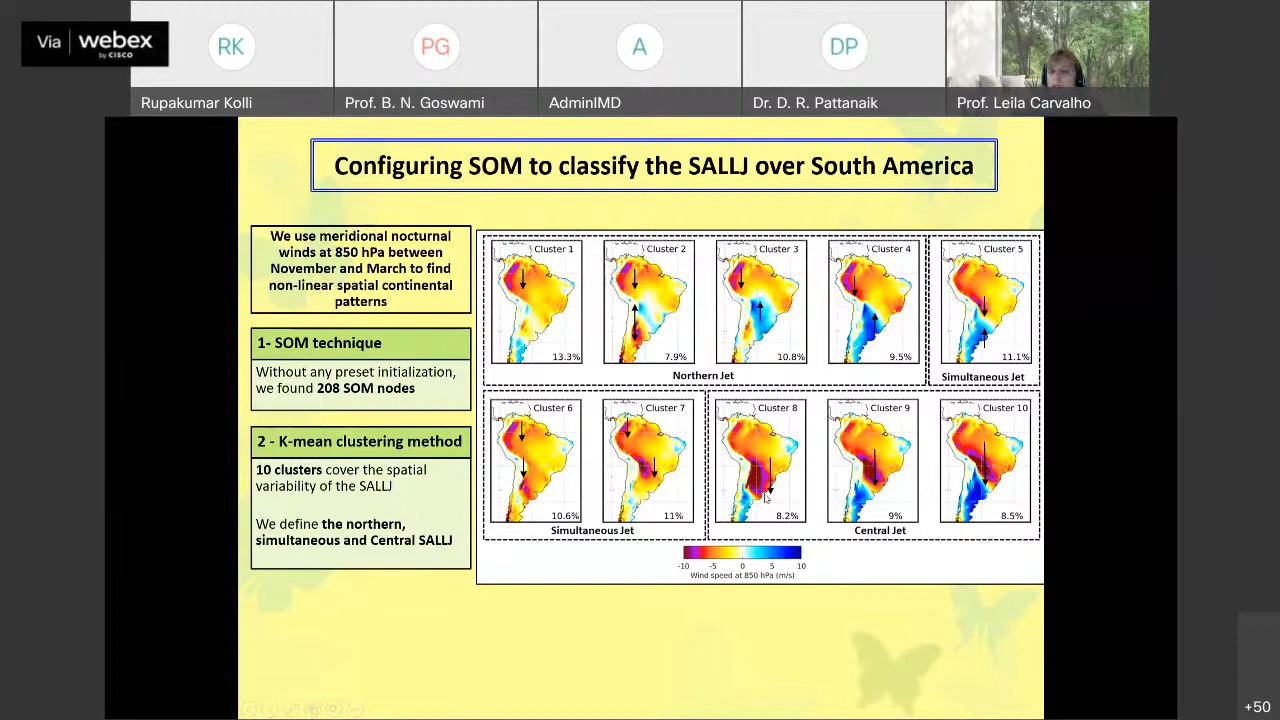 Via webex
by CISCO
RK
PG
A
DP
Rupakumar Kolli
Prof. B. N. Goswami
AdminIMD
Dr. D. R. Pattanaik
Prof. Leila Carvalho
Configuring SOM to classify the SALLJ over South America
We use meridional nocturnal
winds at 850 hPa between
November and March to find
non-linear spatial continental
patterns
1- SOM technique
Without any preset initialization,
we found 208 SOM nodes
2 - K-mean clustering method
10 clusters cover the spatial
variability of the SALLJ
We define the northern,
simultaneous and Central SALLJ
Cluster 1
13.3%
Cluster 2
7.9%
Cluster 3
10.8%
Cluster 4
9.5%
Cluster 5
11.1%
Northern Jet
Simultaneous Jet
Cluster 6
10.6%
Cluster 7
11%
Cluster 8
8.2%
Cluster 9
9%
Cluster 10
8.5%
Simultaneous Jet
Central Jet
-10 -5 0 5 10
Wind speed at 850 hPa (m/s)
+50